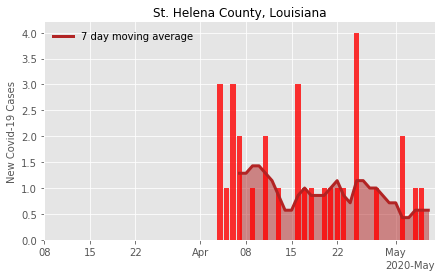 St. Helena County, Louisiana
7 day moving average
New Covid-19 Cases
4.0
3.5
3.0
2.5
2.0
1.5
1.0
0.5
0.0
08 15 22 Apr 08 15 22 May
2020-May